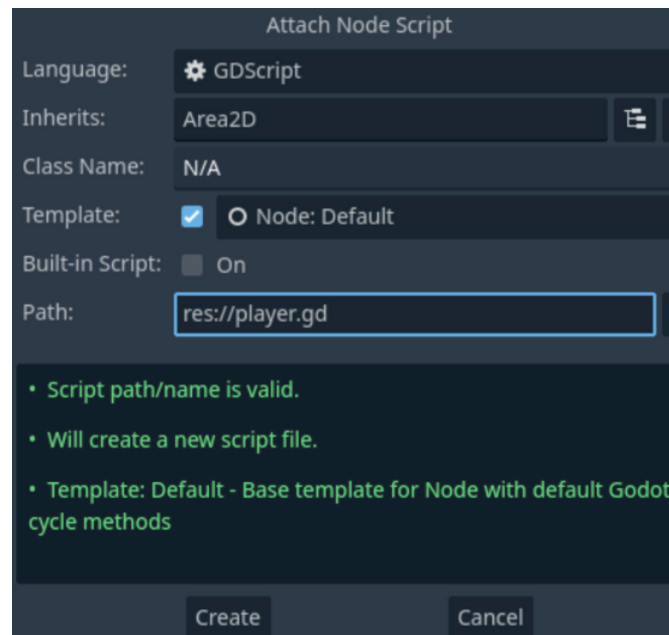 Attach Node Script
Language: GDScript
Inherits: Area2D
Class Name: N/A
Template: Node: Default
Built-in Script: On
Path: res://player.gd
• Script path/name is valid.
• Will create a new script file.
• Template: Default - Base template for Node with default Godot
cycle methods
Create Cancel